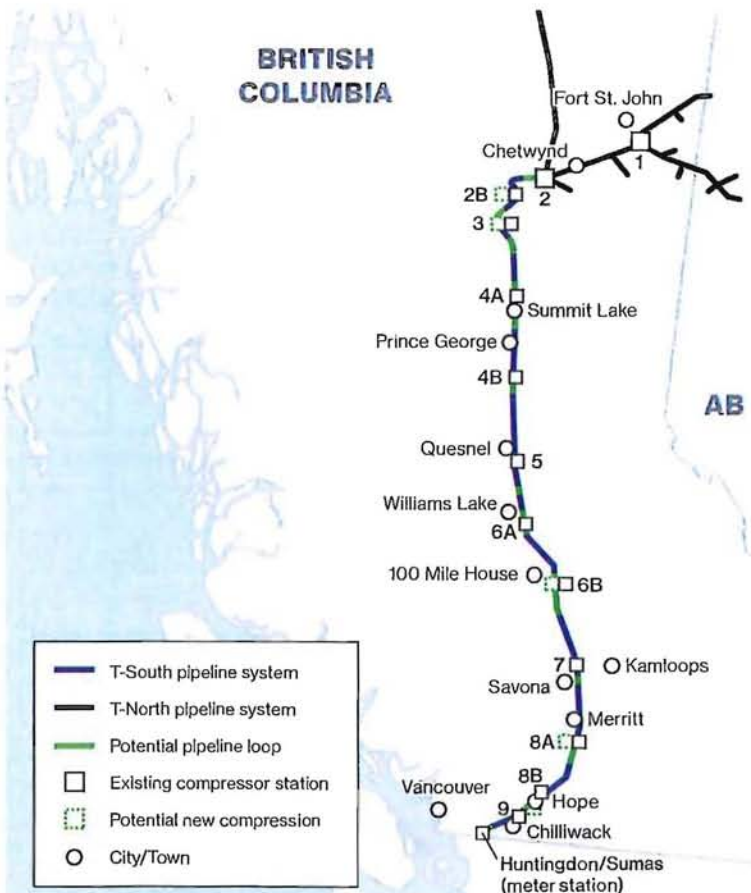 BRITISH
COLUMBIA
Fort St. John
Chetwynd
1
2
2B
3
4A
Summit Lake
Prince George
4B
AB
Quesnel
5
Williams Lake
6A
100 Mile House
6B
7
Kamloops
Savona
Merritt
8A
8B
Vancouver
Hope
9
Chilliwack
Huntingdon/Sumas
(meter station)
T-South pipeline system
T-North pipeline system
Potential pipeline loop
Existing compressor station
Potential new compression
City/Town